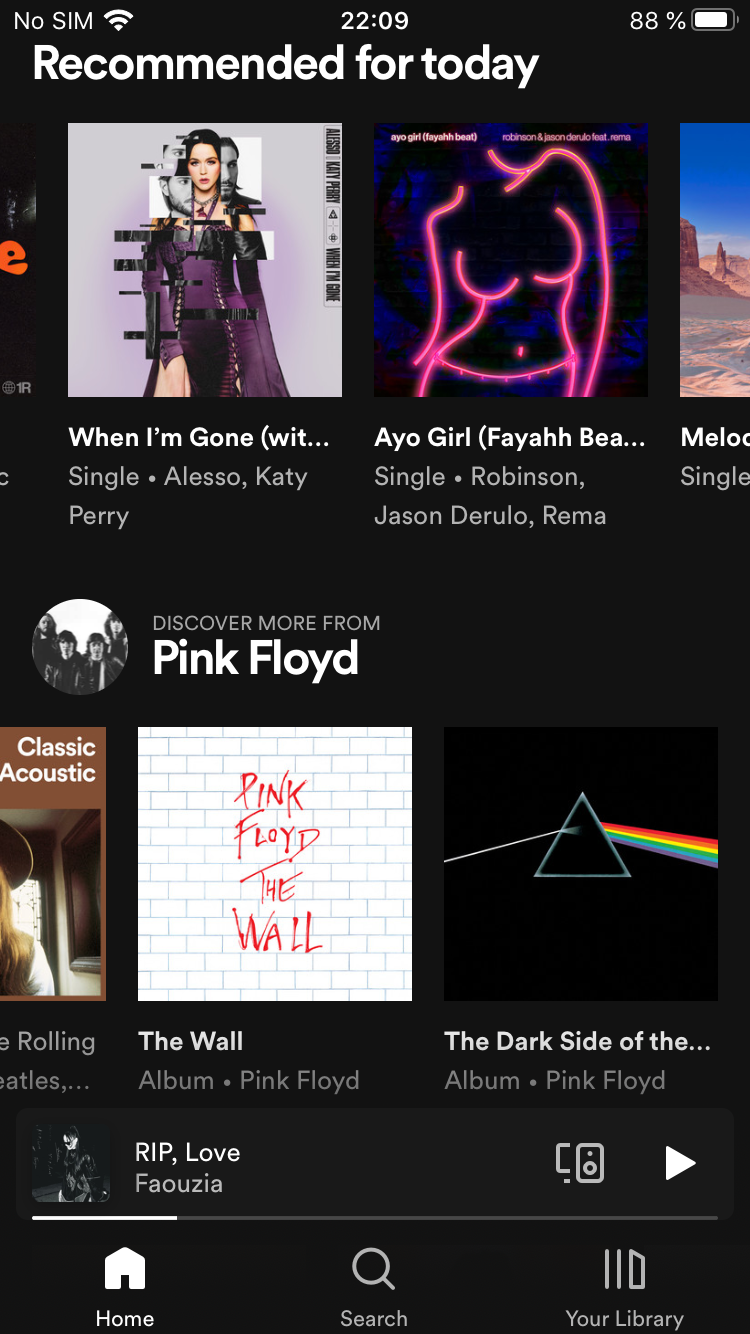 No SIM 22:09 88 %
Recommended for today
ALESSO KATY PERRY WHEN I'M GONE
ayo girl (fayahh beat) robinson & jason derulo feat. rema
e
1R
When I'm Gone (wit...
Ayo Girl (Fayahh Bea...
Meloc
c
Single • Alesso, Katy
Perry
Single • Robinson,
Jason Derulo, Rema
Single
DISCOVER MORE FROM
Pink Floyd
Classic
Acoustic
PINK
FLOYD
THE
WALL
e Rolling
eatles,...
The Wall
Album • Pink Floyd
The Dark Side of the...
Album • Pink Floyd
RIP, Love
Faouzia
Home
Search
Your Library